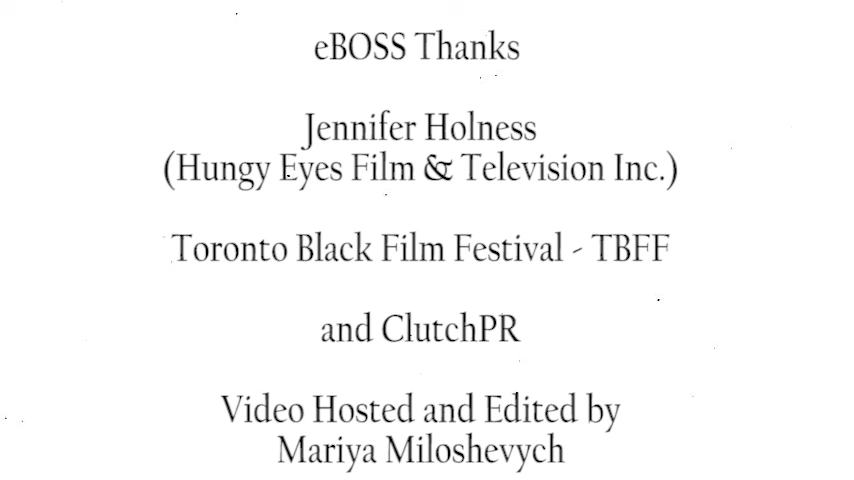 eBOSS Thanks
Jennifer Holness
(Hungy Eyes Film & Television Inc.)
Toronto Black Film Festival - TBFF
and ClutchPR
Video Hosted and Edited by
Mariya Miloshevych